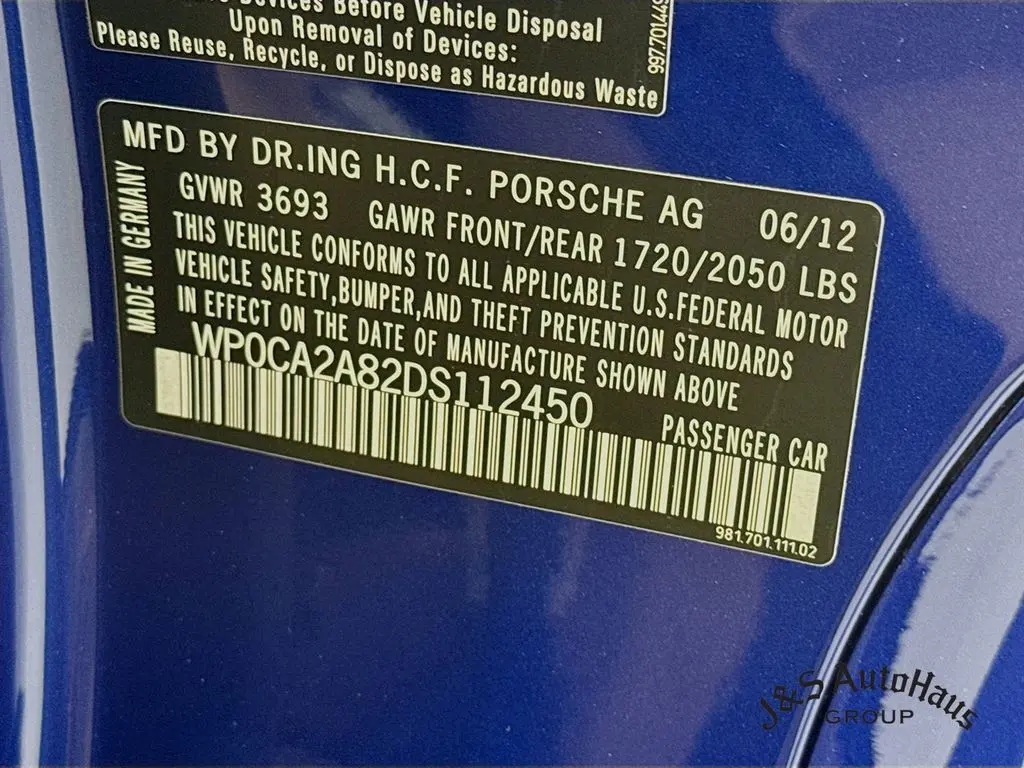 Devices Before Vehicle Disposal
Upon Removal of Devices:
Please Reuse, Recycle, or Dispose as Hazardous Waste
997.701.449
MFD BY DR.ING H.C.F. PORSCHE AG 06/12
GVWR 3693 GAWR FRONT/REAR 1720/2050 LBS
THIS VEHICLE CONFORMS TO ALL APPLICABLE U.S.FEDERAL MOTOR
VEHICLE SAFETY,BUMPER,AND THEFT PREVENTION STANDARDS
IN EFFECT ON THE DATE OF MANUFACTURE SHOWN ABOVE
MADE IN GERMANY
WP0CA2A82DS112450
PASSENGER CAR
981.701.111.02
J&S AutoHaus
GROUP